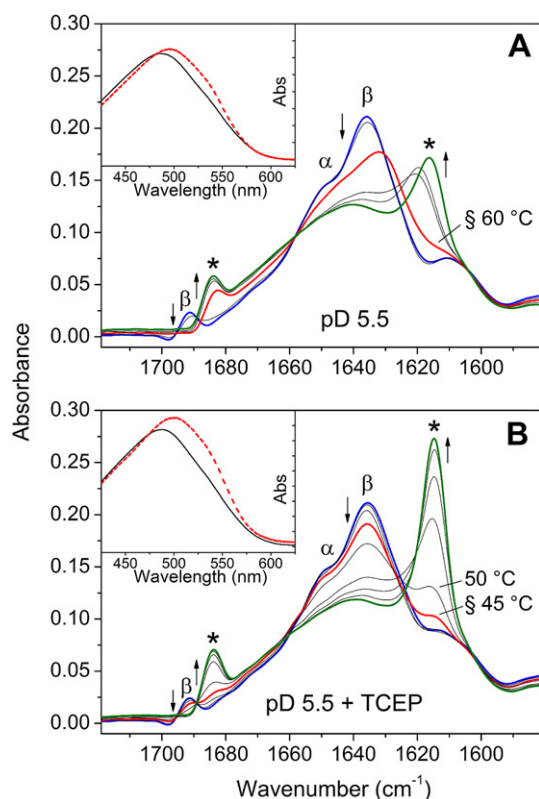 A
0.30
0.25
0.20
0.15
0.10
0.05
0.00
Abs
450 500 550 600
Wavelength (nm)
β
α
*
§ 60 °C
*
β
pD 5.5
1700 1680 1660 1640 1620 1600
Absorbance
B
0.30
0.25
0.20
0.15
0.10
0.05
0.00
Abs
450 500 550 600
Wavelength (nm)
*
β
α
50 °C
§ 45 °C
*
β
pD 5.5 + TCEP
1700 1680 1660 1640 1620 1600
Wavenumber (cm⁻¹)